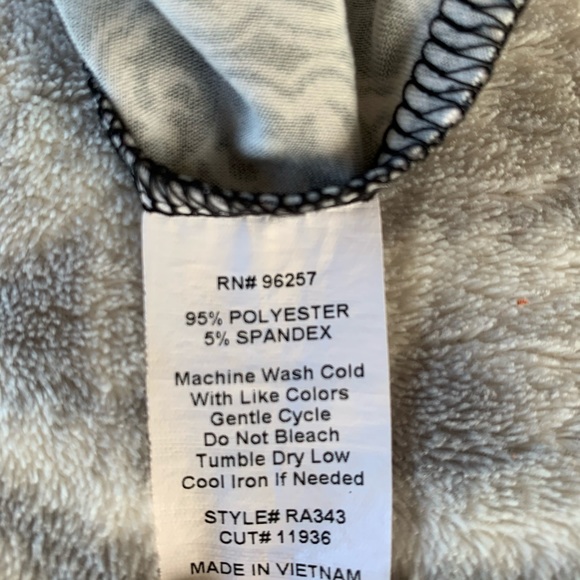 RN# 96257
95% POLYESTER
5% SPANDEX
Machine Wash Cold
With Like Colors
Gentle Cycle
Do Not Bleach
Tumble Dry Low
Cool Iron If Needed
STYLE# RA343
CUT# 11936
MADE IN VIETNAM